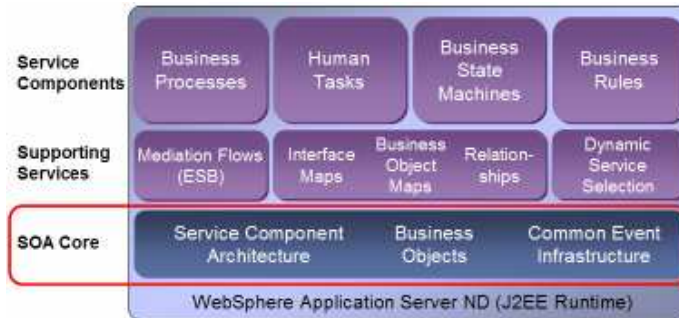 Service
Components
Business
Processes
Human
Tasks
Business
State
Machines
Business
Rules
Supporting
Services
Mediation Flows
(ESB)
Interface
Maps
Business
Object
Maps
Relation-
ships
Dynamic
Service
Selection
SOA Core
Service Component
Architecture
Business
Objects
Common Event
Infrastructure
WebSphere Application Server ND (J2EE Runtime)